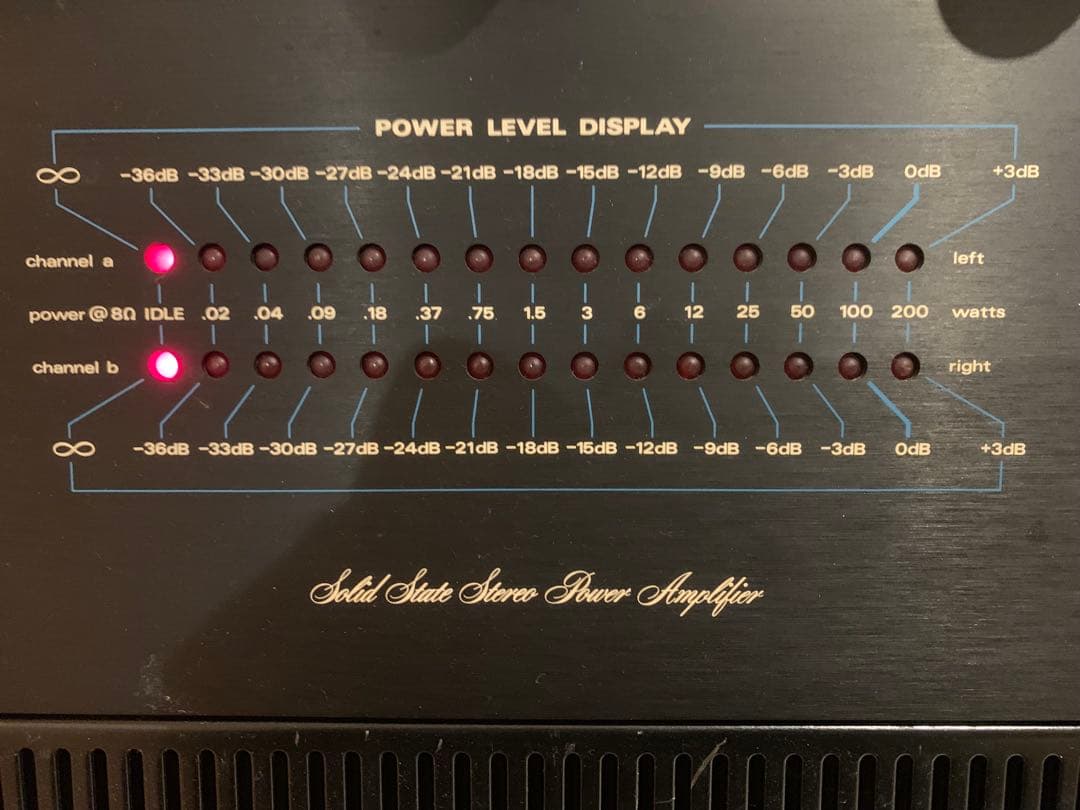 POWER LEVEL DISPLAY
∞ -36dB -33dB -30dB -27dB -24dB -21dB -18dB -15dB -12dB -9dB -6dB -3dB 0dB +3dB
channel a left
power@8Ω IDLE .02 .04 .09 .18 .37 .75 1.5 3 6 12 25 50 100 200 watts
channel b right
∞ -36dB -33dB -30dB -27dB -24dB -21dB -18dB -15dB -12dB -9dB -6dB -3dB 0dB +3dB
Solid State Stereo Power Amplifier